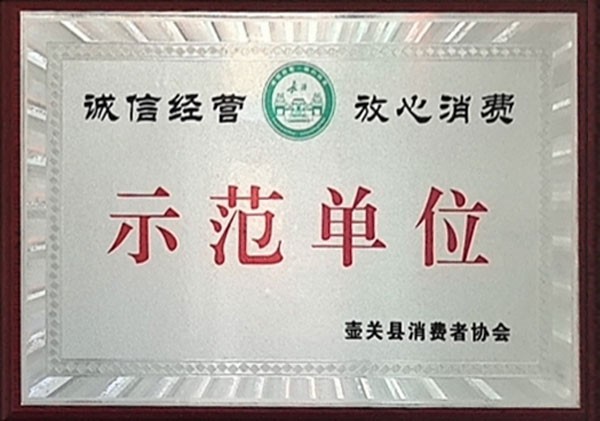 诚信经营 放心消费
示范单位
壶关县消费者协会